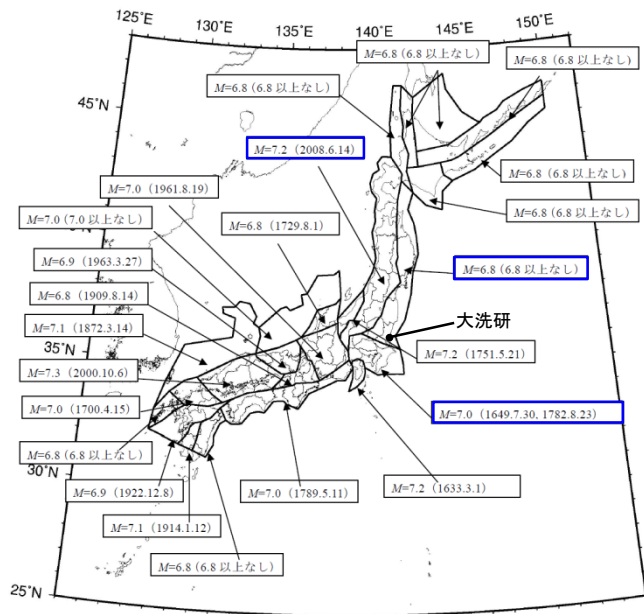 125˚E
130˚E
135˚E
140˚E
145˚E
150˚E
M=6.8 (6.8 以上なし)
M=6.8 (6.8 以上なし)
M=6.8 (6.8 以上なし)
45˚N
M=7.2 (2008.6.14)
M=7.0 (1961.8.19)
M=6.8 (6.8 以上なし)
M=7.0 (7.0 以上なし)
M=6.8 (1729.8.1)
M=6.8 (6.8 以上なし)
˚N
M=6.9 (1963.3.27)
M=6.8 (6.8 以上なし)
M=6.8 (1909.8.14)
大洗研
M=7.1 (1872.3.14)
35˚N
M=7.2 (1751.5.21)
M=7.3 (2000.10.6)
M=7.0 (1700.4.15)
M=7.0 (1649.7.30, 1782.8.23)
M=6.8 (6.8 以上なし)
30˚N
M=6.9 (1922.12.8)
M=7.0 (1789.5.11)
M=7.2 (1633.3.1)
M=7.1 (1914.1.12)
M=6.8 (6.8 以上なし)
25˚N